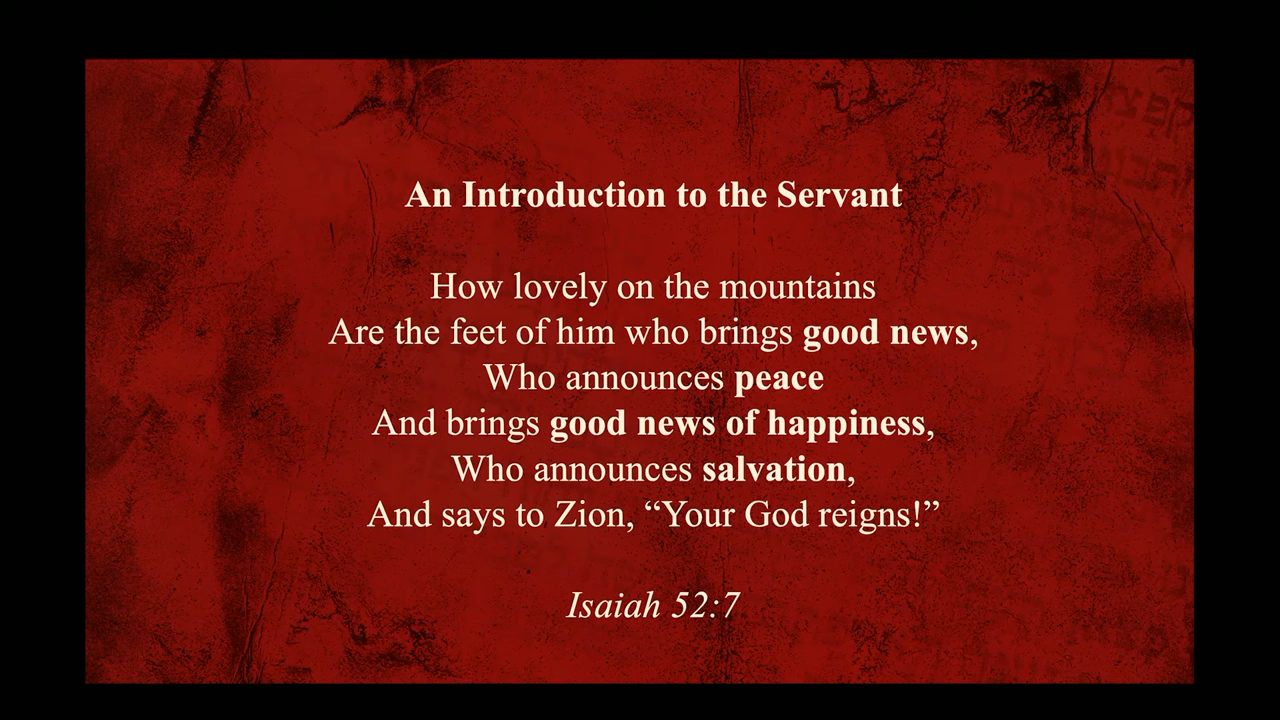 An Introduction to the Servant
How lovely on the mountains
Are the feet of him who brings good news,
Who announces peace
And brings good news of happiness,
Who announces salvation,
And says to Zion, “Your God reigns!”
Isaiah 52:7